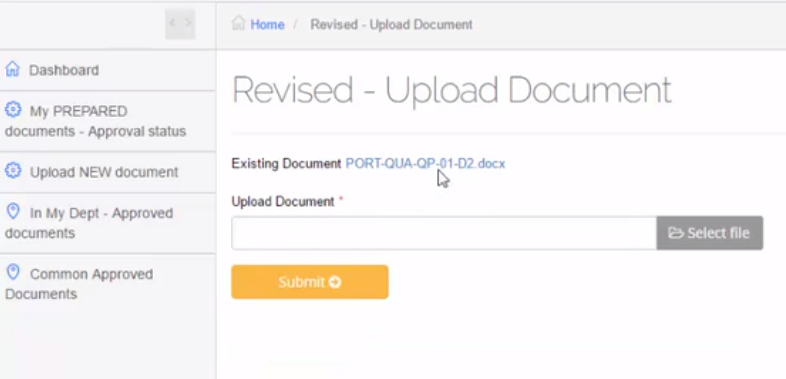 Home / Revised - Upload Document
Dashboard
My PREPARED
documents - Approval status
Upload NEW document
In My Dept - Approved
documents
Common Approved
Documents
Revised - Upload Document
Existing Document PORT-QUA-QP-01-D2.docx
Upload Document *
Select file
Submit